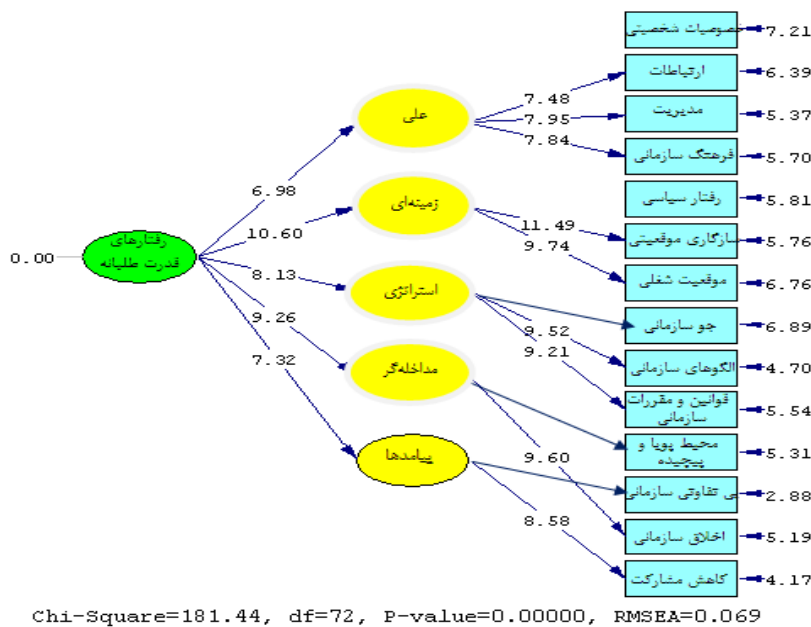 خصوصیات شخصیتی
7.21
ارتباطات
6.39
مدیریت
5.37
فرهنگ سازمانی
5.70
رفتار سیاسی
5.81
سازگاری موقعیتی
5.76
موقعیت شغلی
6.76
جو سازمانی
6.89
الگوهای سازمانی
4.70
قوانین و مقررات
سازمانی
5.54
محیط پویا و
پیچیده
5.31
بی تفاوتی سازمانی
2.88
اخلاق سازمانی
5.19
کاهش مشارکت
4.17
علی
7.48
7.95
7.84
زمینه‌ای
11.49
9.74
استراتژی
9.52
9.21
مداخله‌گر
9.60
پیامدها
8.58
6.98
10.60
8.13
9.26
7.32
رفتارهای
قدرت طلبانه
0.00
Chi-Square=181.44, df=72, P-value=0.00000, RMSEA=0.069